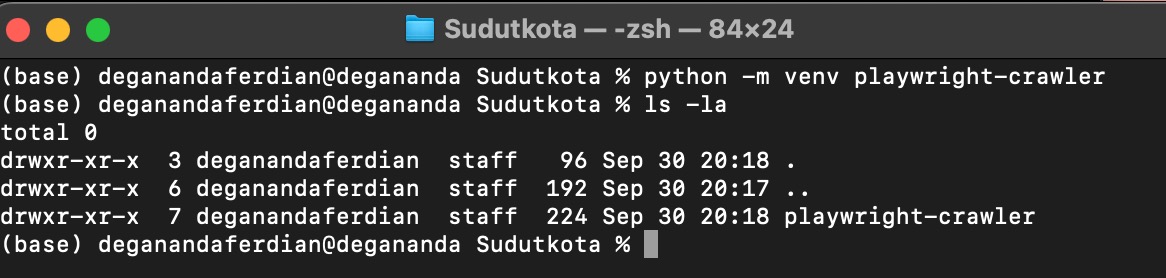 Sudutkota — -zsh — 84×24
(base) deganandaferdian@degananda Sudutkota % python -m venv playwright-crawler
(base) deganandaferdian@degananda Sudutkota % ls -la
total 0
drwxr-xr-x  3 deganandaferdian  staff   96 Sep 30 20:18 .
drwxr-xr-x  6 deganandaferdian  staff  192 Sep 30 20:17 ..
drwxr-xr-x  7 deganandaferdian  staff  224 Sep 30 20:18 playwright-crawler
(base) deganandaferdian@degananda Sudutkota %